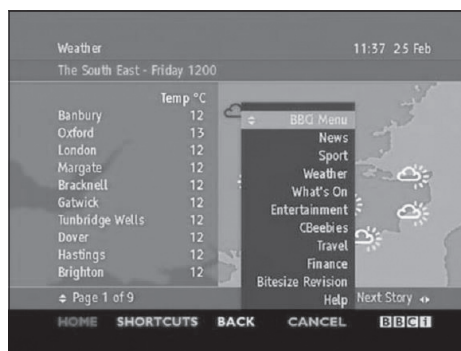 Weather 11:37 25 Feb
The South East - Friday 1200
Temp °C
Banbury 12
Oxford 13
London 12
Margate 12
Bracknell 12
Gatwick 12
Tunbridge Wells 12
Dover 12
Hastings 12
Brighton 12
BBCi Menu
News
Sport
Weather
What's On
Entertainment
CBeebies
Travel
Finance
Bitesize Revision
Help
Page 1 of 9 Next Story
HOME SHORTCUTS BACK CANCEL BBCi